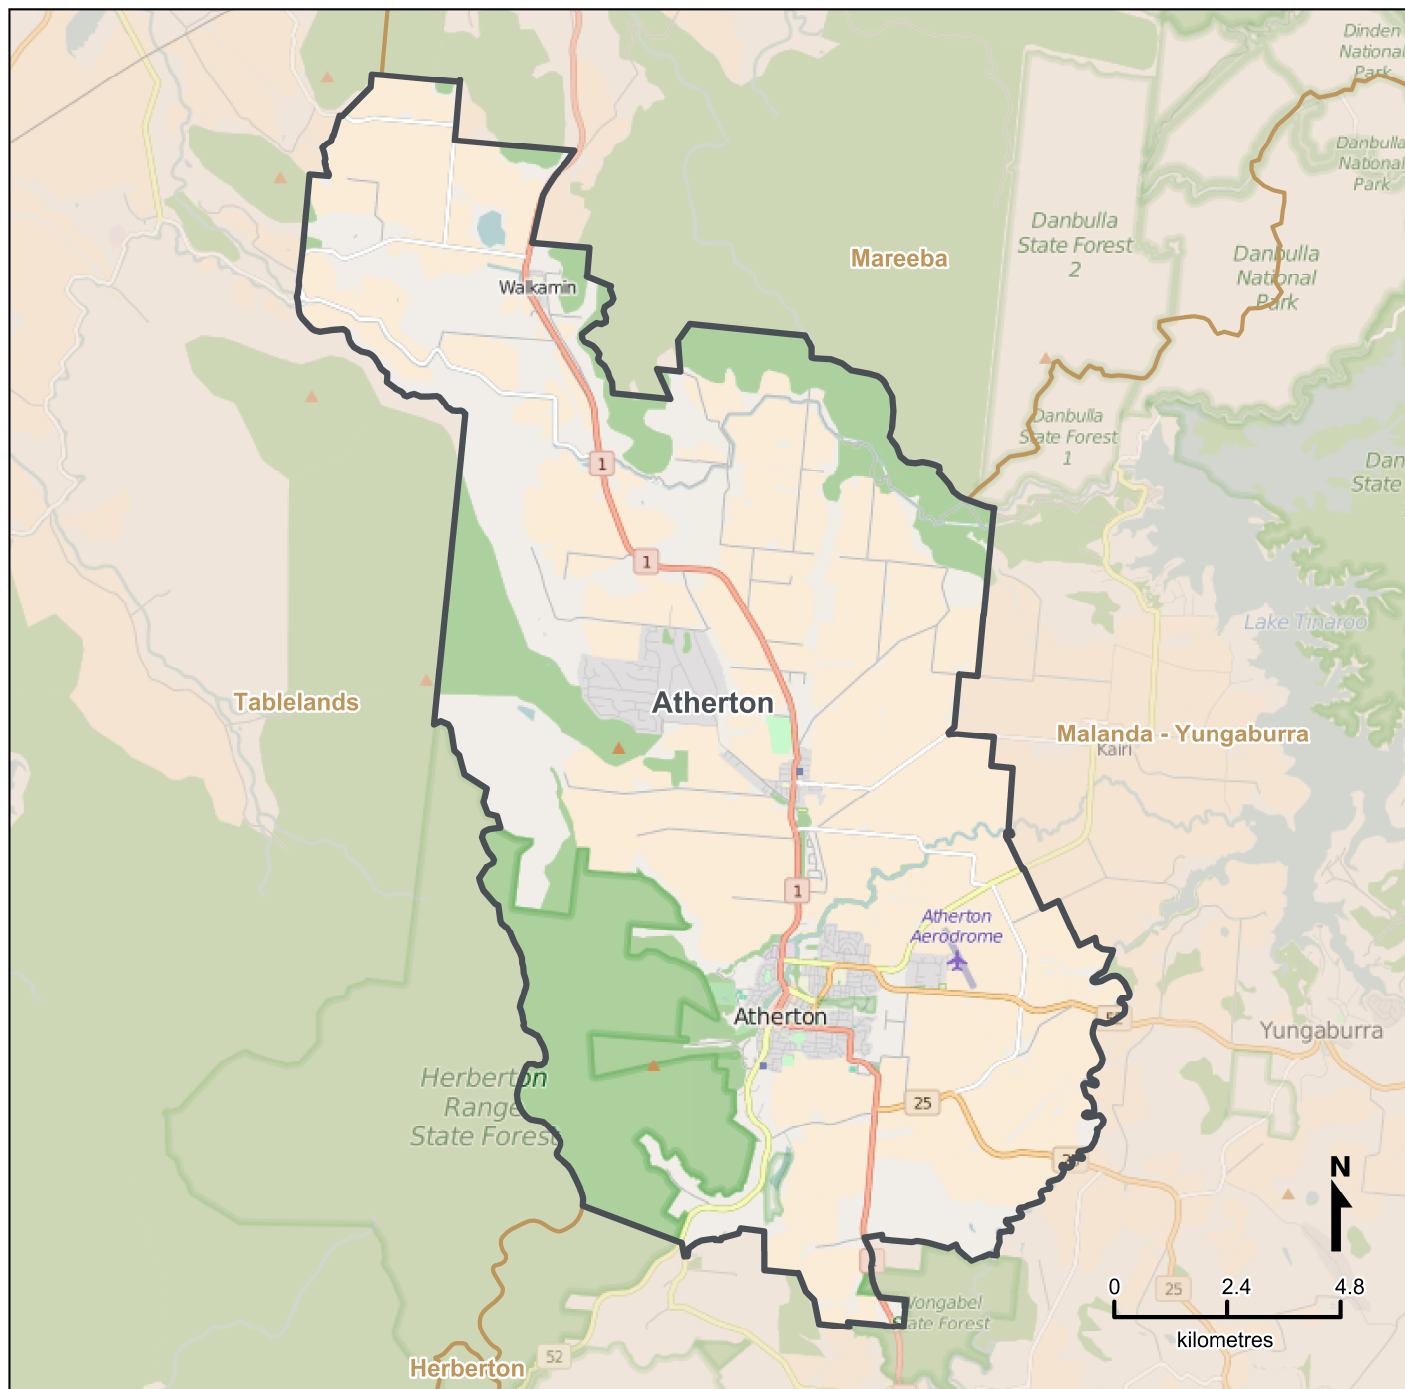 Dinden
National
Park
Danbulla
National
Park
Danbulla
State Forest
2
Mareeba
Danbulla
National
Park
Walkamin
Danbulla
State Forest
1
Dan
State
1
1
Lake Tinaroo
Tablelands
Atherton
Malanda - Yungaburra
Kairi
1
Atherton
Aerodrome
Atherton
52
Yungaburra
Herberton
Range
State Forest
25
25
N
Wongabel
State Forest
25
0 2.4 4.8
kilometres
52
Herberton